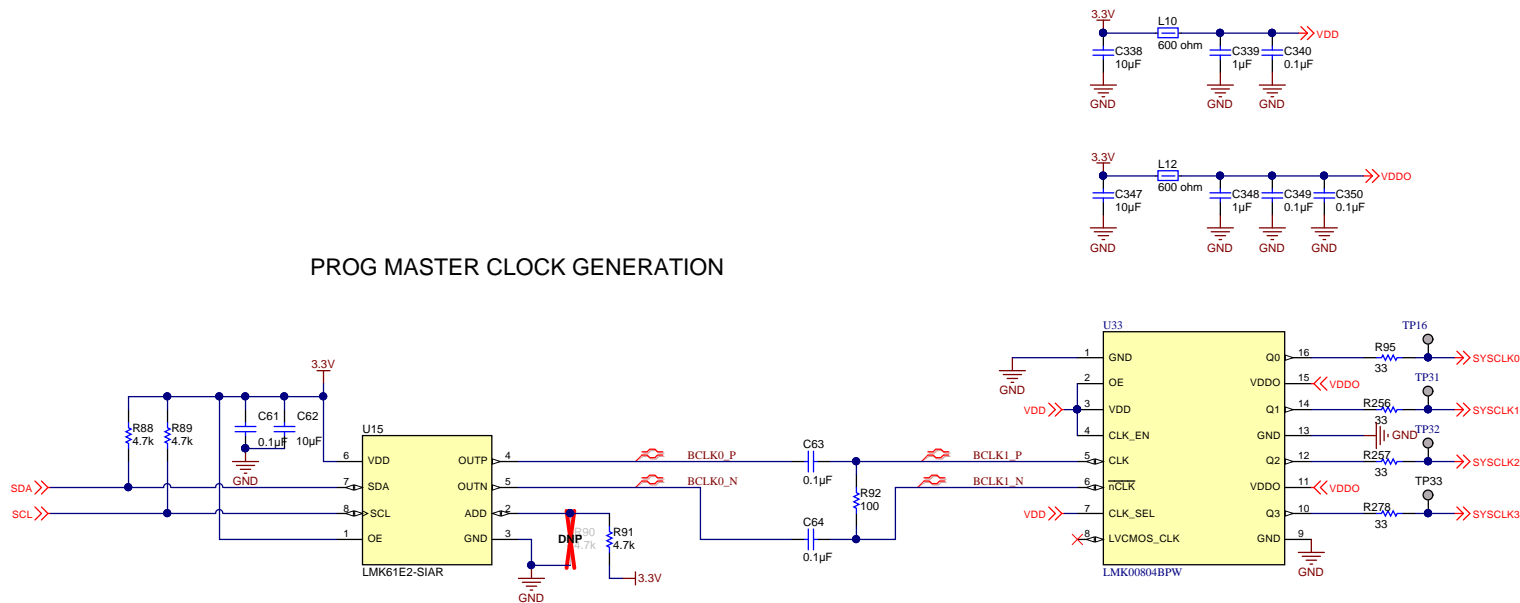 3.3V
L10
600 ohm
VDD
C338
10µF
C339
1µF
C340
0.1µF
GND
GND
GND
3.3V
L12
600 ohm
VDDO
C347
10µF
C348
1µF
C349
0.1µF
C350
0.1µF
GND
GND
GND
GND
PROG MASTER CLOCK GENERATION
3.3V
R88
4.7k
R89
4.7k
C61
0.1µF
C62
10µF
GND
SDA
SCL
U15
6
VDD
7
SDA
8
SCL
1
OE
OUTP
4
OUTN
5
ADD
2
GND
3
LMK61E2-SIAR
GND
DNP
R90
4.7k
R91
4.7k
3.3V
BCLK0_P
BCLK0_N
C63
0.1µF
C64
0.1µF
R92
100
BCLK1_P
BCLK1_N
U33
GND
VDD
VDD
1
GND
2
OE
3
VDD
4
CLK_EN
5
CLK
6
nCLK
7
CLK_SEL
8
LVCMOS_CLK
Q0
16
VDDO
15
Q1
14
GND
13
Q2
12
VDDO
11
Q3
10
GND
9
LMK00804BPW
R95
33
TP16
SYSCLK0
VDDO
TP31
R256
33
SYSCLK1
GND
TP32
R257
33
SYSCLK2
VDDO
TP33
R278
33
SYSCLK3
GND